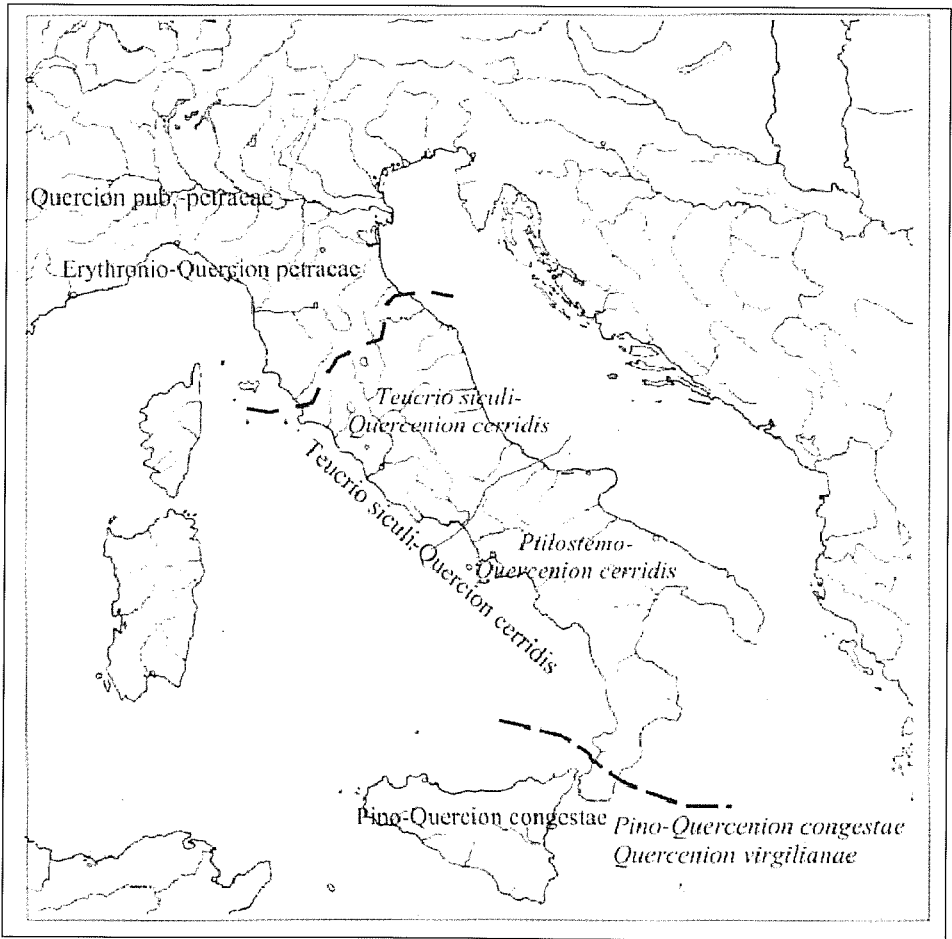 Quercion pub.-petraeae
Erythronio-Quercion petraeae
Teucrio siculi-
Quercenion cerridis
Teucrio siculi-Quercion cerridis
Ptilostemo-
Quercenion cerridis
Pino-Quercion congestae
Pino-Quercenion congestae
Quercenion virgilianae